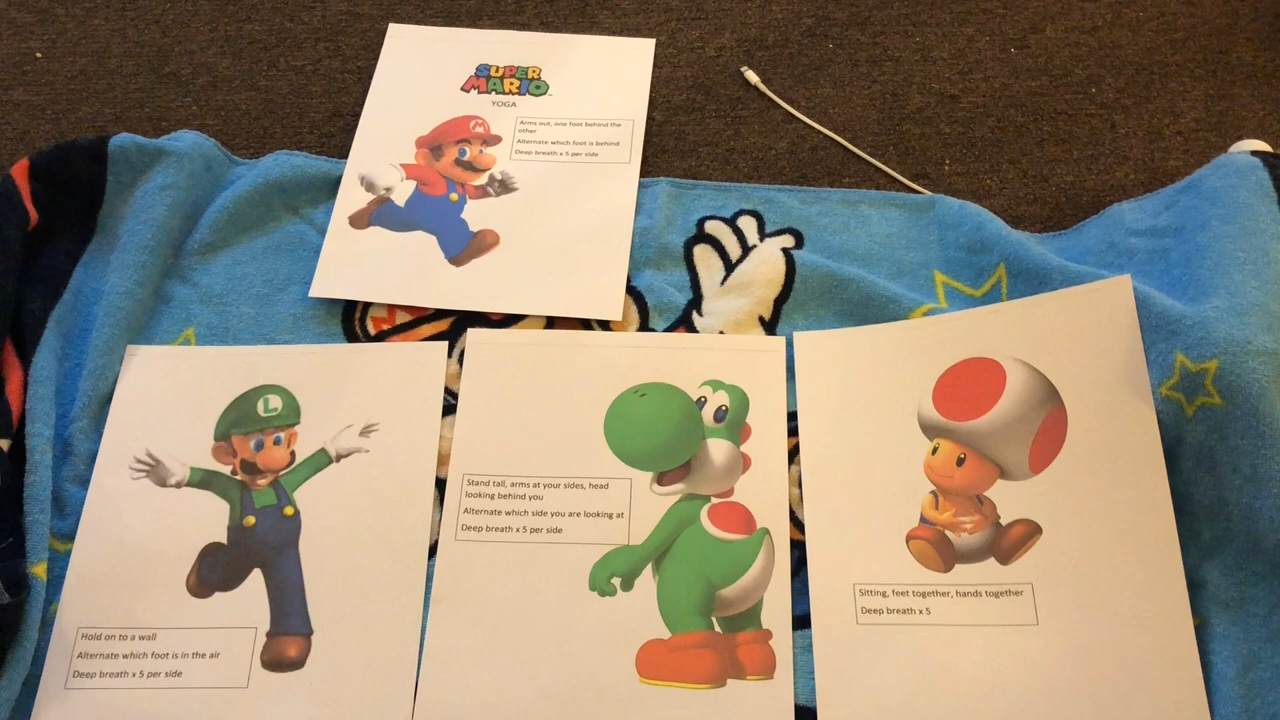 SUPER
MARIO
YOGA
Arms out, one foot behind the
other
Alternate which foot is behind
Deep breath x 5 per side
M
L
Hold on to a wall
Alternate which foot is in the air
Deep breath x 5 per side
Stand tall, arms at your sides, head
looking behind you
Alternate which side you are looking at
Deep breath x 5 per side
Sitting, feet together, hands together
Deep breath x 5